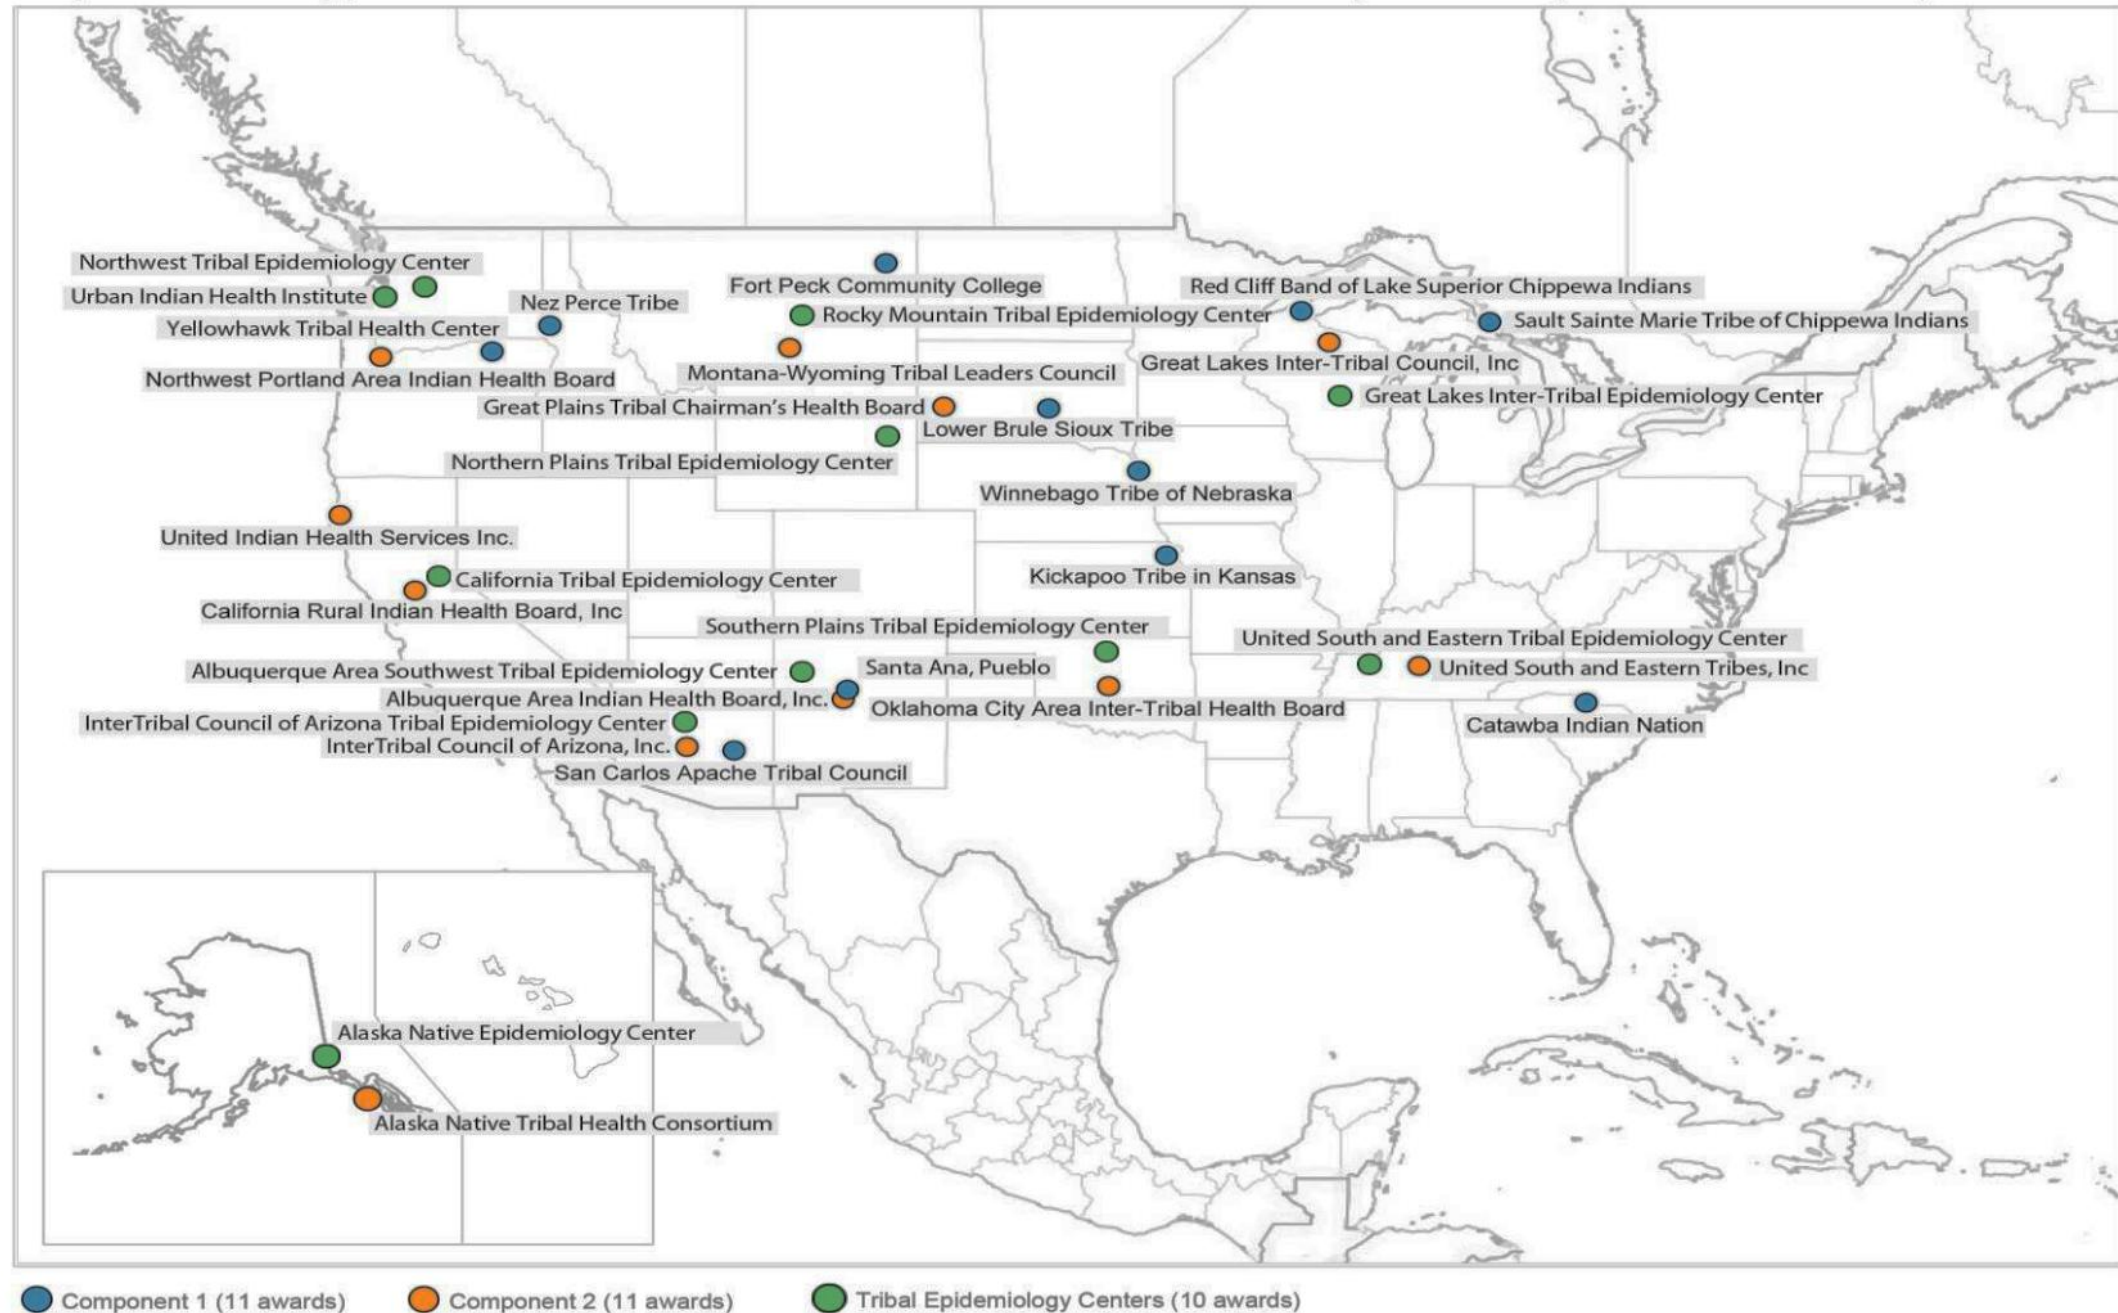 Northwest Tribal Epidemiology Center
Urban Indian Health Institute
Nez Perce Tribe
Yellowhawk Tribal Health Center
Northwest Portland Area Indian Health Board
Fort Peck Community College
Rocky Mountain Tribal Epidemiology Center
Montana-Wyoming Tribal Leaders Council
Red Cliff Band of Lake Superior Chippewa Indians
Sault Sainte Marie Tribe of Chippewa Indians
Great Lakes Inter-Tribal Council, Inc
Great Lakes Inter-Tribal Epidemiology Center
Great Plains Tribal Chairman's Health Board
Lower Brule Sioux Tribe
Northern Plains Tribal Epidemiology Center
Winnebago Tribe of Nebraska
United Indian Health Services Inc.
Kickapoo Tribe in Kansas
California Tribal Epidemiology Center
California Rural Indian Health Board, Inc
Southern Plains Tribal Epidemiology Center
United South and Eastern Tribal Epidemiology Center
Albuquerque Area Southwest Tribal Epidemiology Center
Santa Ana, Pueblo
United South and Eastern Tribes, Inc
Albuquerque Area Indian Health Board, Inc.
Oklahoma City Area Inter-Tribal Health Board
InterTribal Council of Arizona Tribal Epidemiology Center
Catawba Indian Nation
InterTribal Council of Arizona, Inc.
San Carlos Apache Tribal Council
Alaska Native Epidemiology Center
Alaska Native Tribal Health Consortium
Component 1 (11 awards)
Component 2 (11 awards)
Tribal Epidemiology Centers (10 awards)